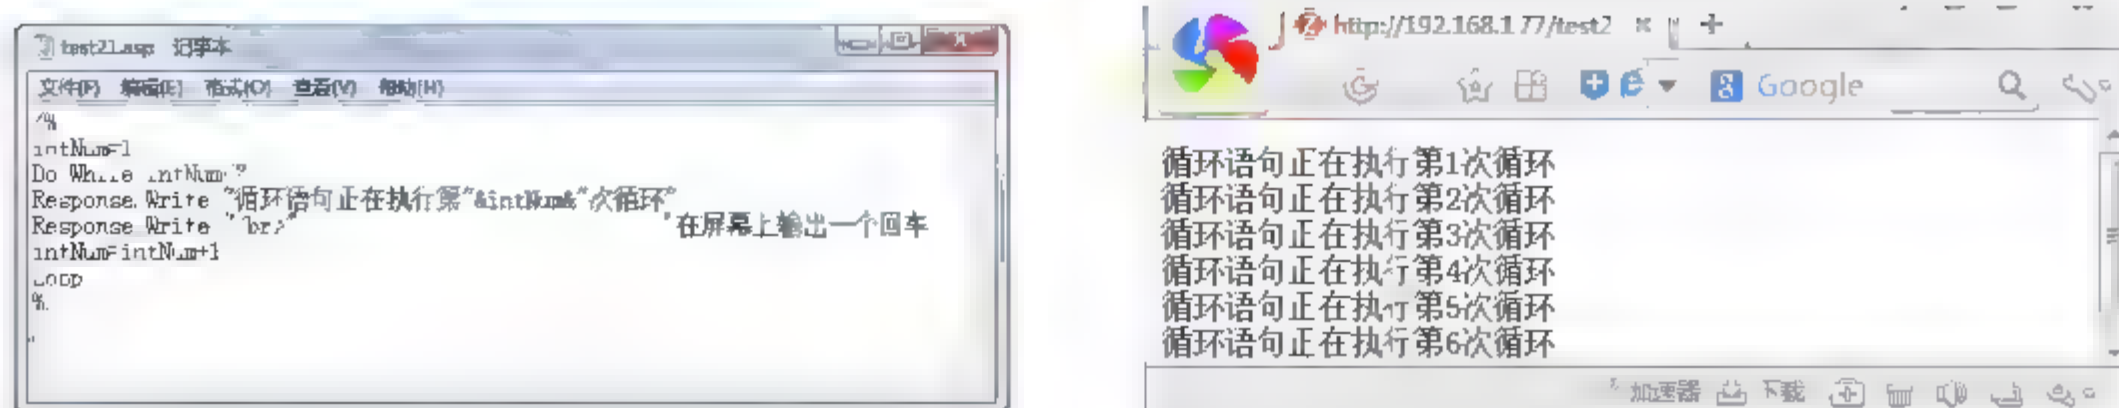 test21.asp 记事本
文件(F) 编辑(E) 格式(O) 查看(V) 帮助(H)
intNum=1
Do While intNum
Response.Write "循环语句正在执行第"&intNum&"次循环"
Response Write "br>" '在屏幕上输出一个回车
intNum=intNum+1
Loop
%
http://192.168.1.77/test2
Google
循环语句正在执行第1次循环
循环语句正在执行第2次循环
循环语句正在执行第3次循环
循环语句正在执行第4次循环
循环语句正在执行第5次循环
循环语句正在执行第6次循环
加速器 下载